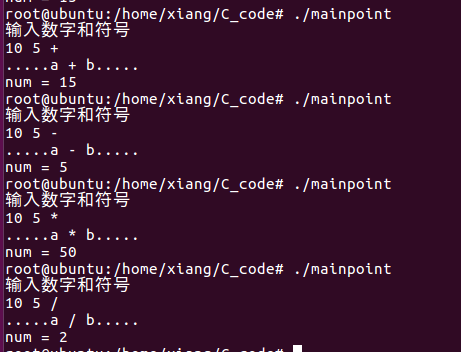 num = 15
root@ubuntu:/home/xiang/C_code# ./mainpoint
输入数字和符号
10 5 +
.....a + b.....
num = 15
root@ubuntu:/home/xiang/C_code# ./mainpoint
输入数字和符号
10 5 -
.....a - b.....
num = 5
root@ubuntu:/home/xiang/C_code# ./mainpoint
输入数字和符号
10 5 *
.....a * b.....
num = 50
root@ubuntu:/home/xiang/C_code# ./mainpoint
输入数字和符号
10 5 /
.....a / b.....
num = 2
root@ubuntu:/home/xiang/C_code#